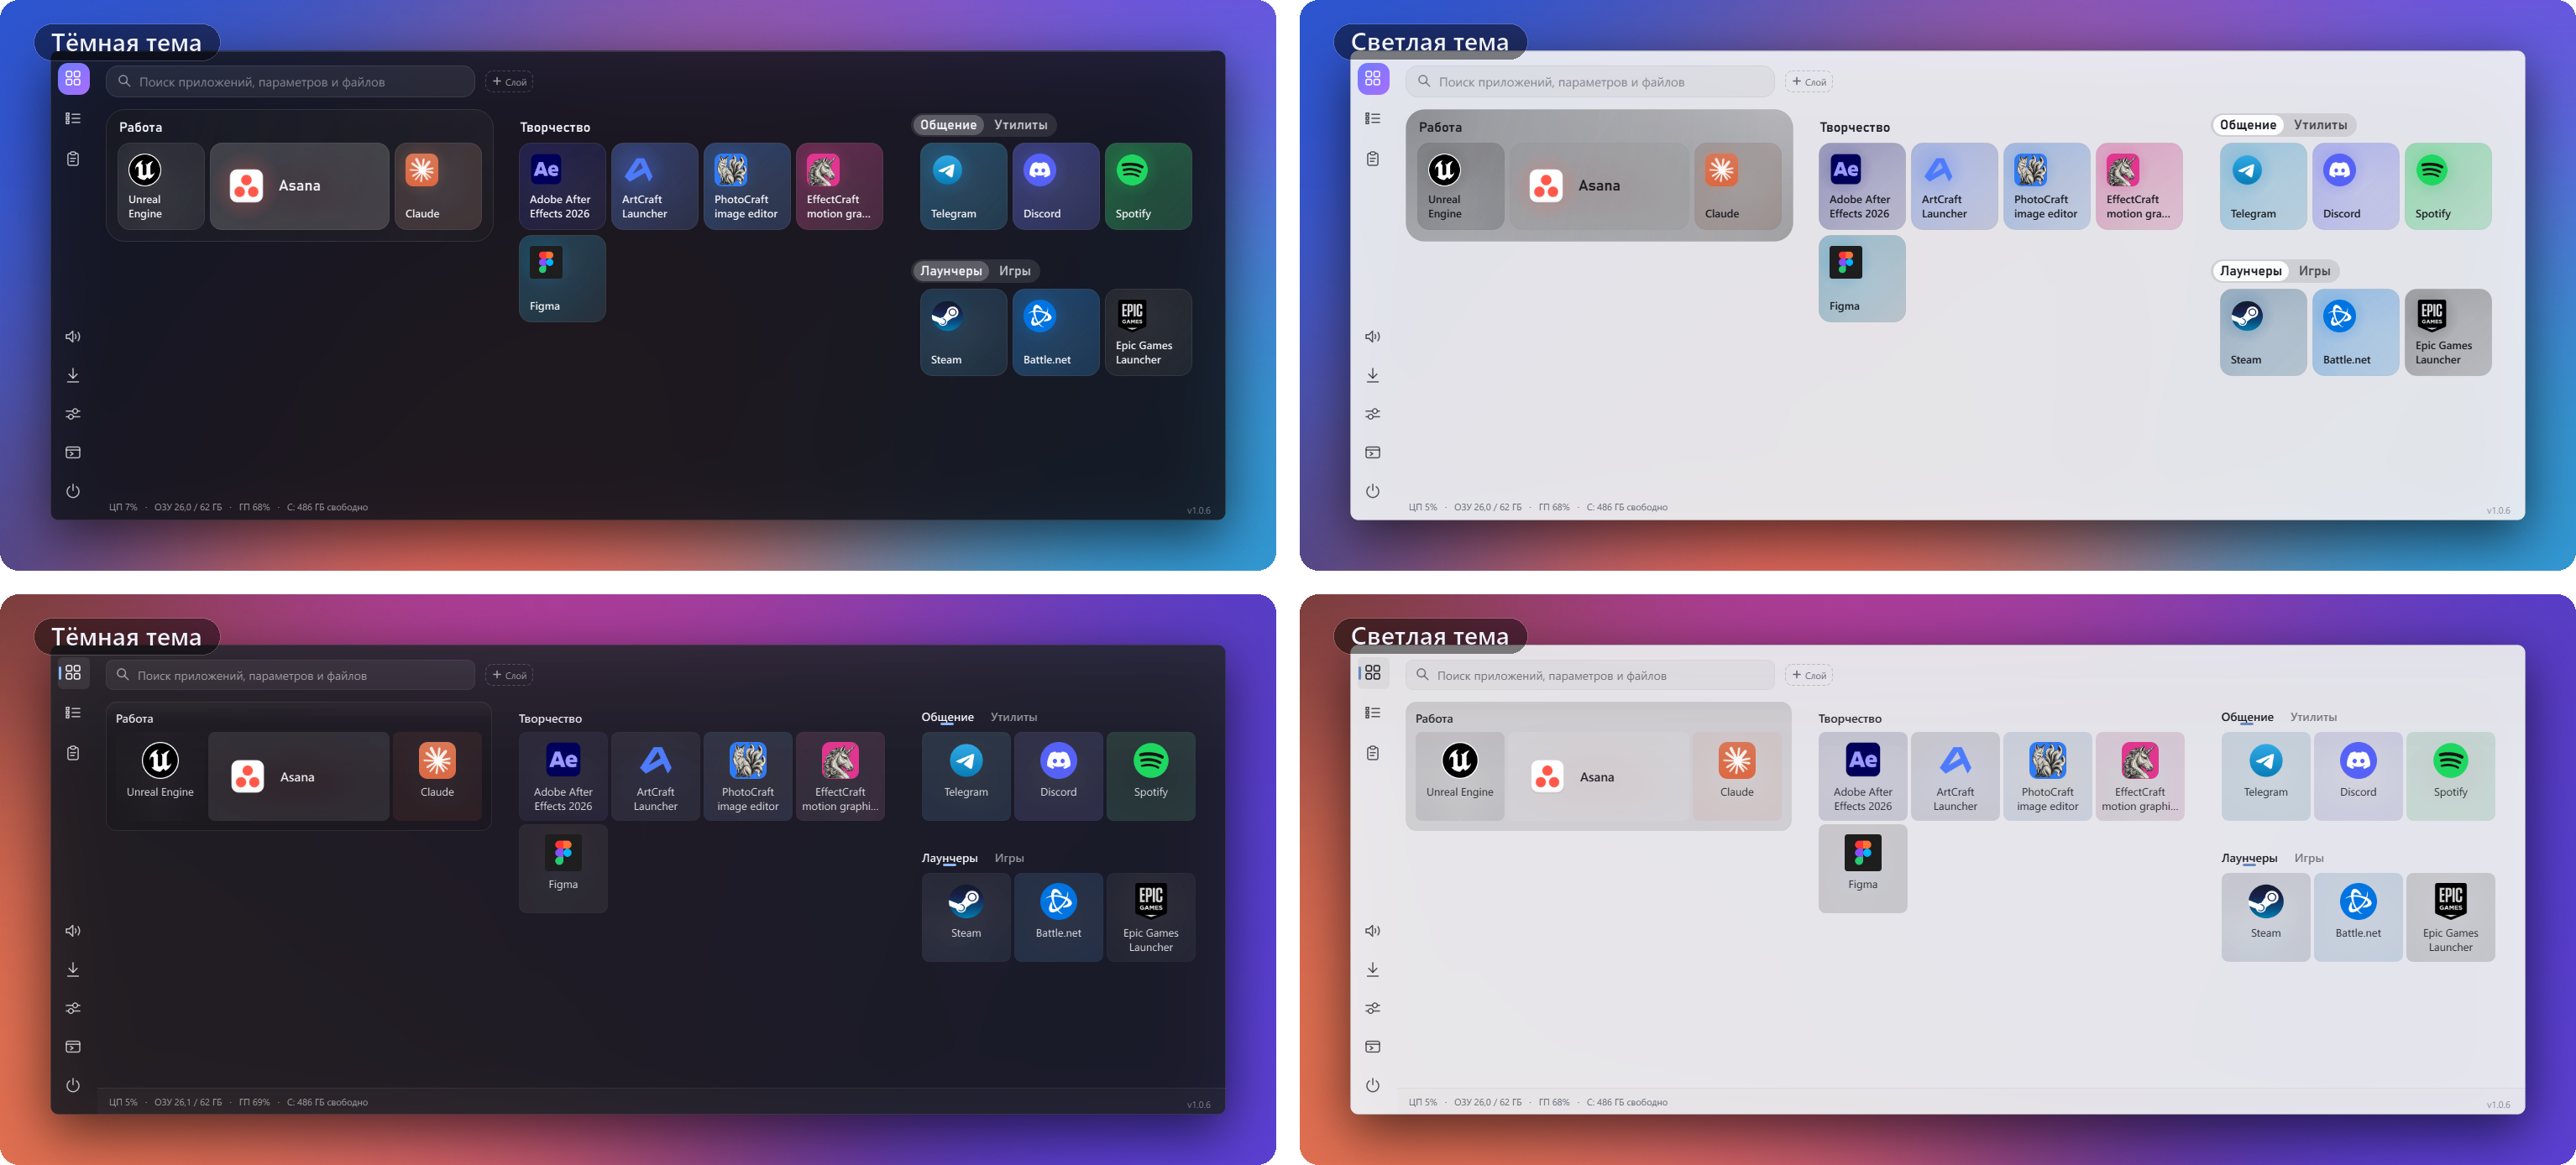 Тёмная тема
Поиск приложений, параметров и файлов
+ Слой
Работа
Unreal
Engine
Asana
Claude
Творчество
Ae
Adobe After
Effects 2026
ArtCraft
Launcher
PhotoCraft
image editor
EffectCraft
motion gra...
Figma
Общение Утилиты
Telegram
Discord
Spotify
Лаунчеры Игры
Steam
Battle.net
EPIC
GAMES
Epic Games
Launcher
ЦП 7% · ОЗУ 26,0 / 62 ГБ · ГП 68% · C: 486 ГБ свободно
v1.0.6
Светлая тема
Поиск приложений, параметров и файлов
+ Слой
Работа
Unreal
Engine
Asana
Claude
Творчество
Ae
Adobe After
Effects 2026
ArtCraft
Launcher
PhotoCraft
image editor
EffectCraft
motion gra...
Figma
Общение Утилиты
Telegram
Discord
Spotify
Лаунчеры Игры
Steam
Battle.net
EPIC
GAMES
Epic Games
Launcher
ЦП 5% · ОЗУ 26,0 / 62 ГБ · ГП 68% · C: 486 ГБ свободно
v1.0.6
Тёмная тема
Поиск приложений, параметров и файлов
+ Слой
Работа
Unreal Engine
Asana
Claude
Творчество
Ae
Adobe After
Effects 2026
ArtCraft
Launcher
PhotoCraft
image editor
EffectCraft
motion graphi...
Figma
Общение Утилиты
Telegram
Discord
Spotify
Лаунчеры Игры
Steam
Battle.net
EPIC
GAMES
Epic Games
Launcher
ЦП 5% · ОЗУ 26,1 / 62 ГБ · ГП 69% · C: 486 ГБ свободно
v1.0.6
Светлая тема
Поиск приложений, параметров и файлов
+ Слой
Работа
Unreal Engine
Asana
Claude
Творчество
Ae
Adobe After
Effects 2026
ArtCraft
Launcher
PhotoCraft
image editor
EffectCraft
motion graphi...
Figma
Общение Утилиты
Telegram
Discord
Spotify
Лаунчеры Игры
Steam
Battle.net
EPIC
GAMES
Epic Games
Launcher
ЦП 5% · ОЗУ 26,0 / 62 ГБ · ГП 68% · C: 486 ГБ свободно
v1.0.6